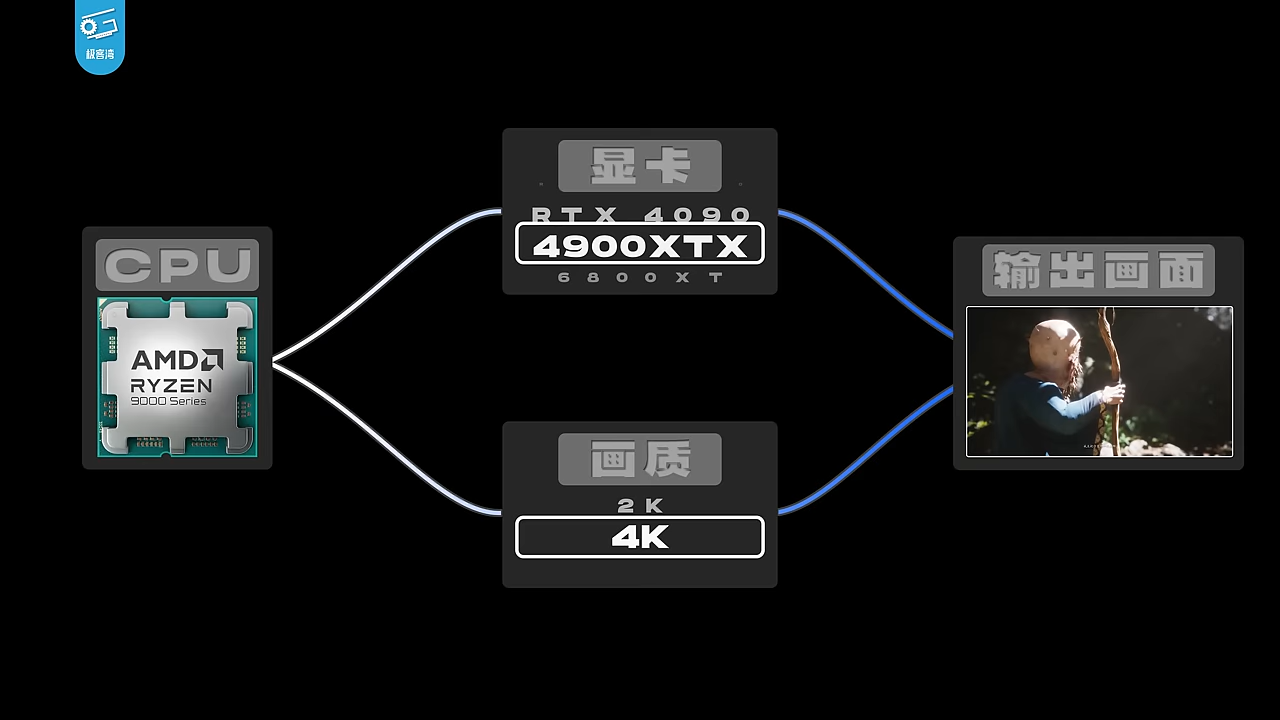 极客湾
CPU
AMD
RYZEN
9000 Series
显卡
RTX 4090
4900XTX
6800XT
画质
2K
4K
输出画面